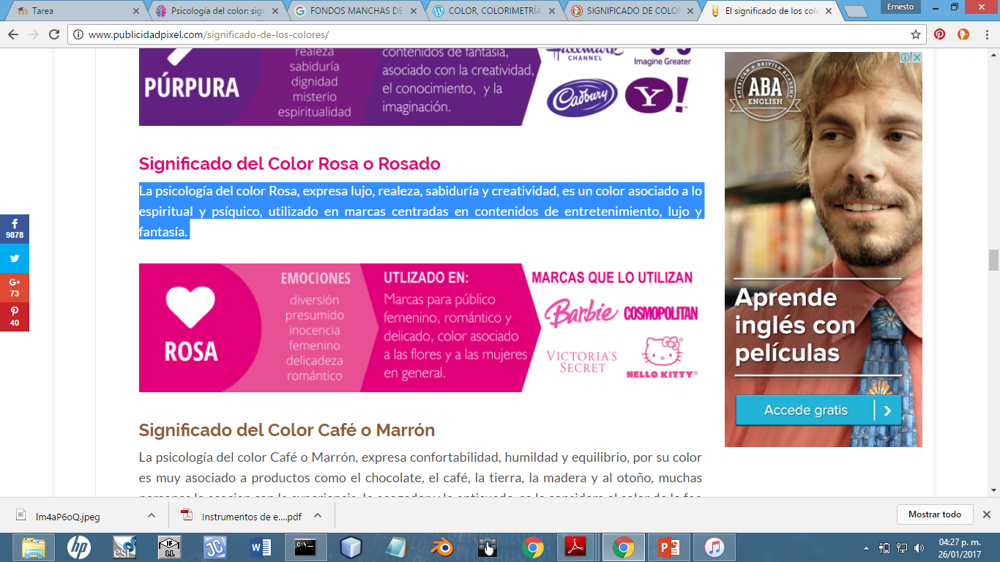 Tarea
Psicología del color: sig
FONDOS MANCHAS DE
COLOR, COLORIMETRÍA
SIGNIFICADO DE COLOR
El significado de los colo
Ernesto
www.publicidadpixel.com/significado-de-los-colores/
PÚRPURA
realeza
sabiduría
dignidad
misterio
espiritualidad
contenidos de fantasía,
asociado con la creatividad,
el conocimiento, y la
imaginación.
Hallmark
CHANNEL
Imagine Greater
Cadbury
Y!
Significado del Color Rosa o Rosado
La psicología del color Rosa, expresa lujo, realeza, sabiduría y creatividad, es un color asociado a lo
espiritual y psíquico, utilizado en marcas centradas en contenidos de entretenimiento, lujo y
fantasía.
9878
G+
73
40
ROSA
EMOCIONES
diversión
presumido
inocencia
femenino
delicadeza
romántico
UTLIZADO EN:
Marcas para público
femenino, romántico y
delicado, color asociado
a las flores y a las mujeres
en general.
MARCAS QUE LO UTILIZAN
Barbie
COSMOPOLITAN
VICTORIA'S
SECRET
HELLO KITTY
Significado del Color Café o Marrón
La psicología del color Café o Marrón, expresa confortabilidad, humildad y equilibrio, por su color
es muy asociado a productos como el chocolate, el café, la tierra, la madera y al otoño, muchas
AMERICAN & BRITISH ACADEMY
ABA
ENGLISH
Aprende
inglés con
películas
Accede gratis
Im4aP6oQ.jpeg
Instrumentos de e....pdf
Mostrar todo
04:27 p. m.
26/01/2017